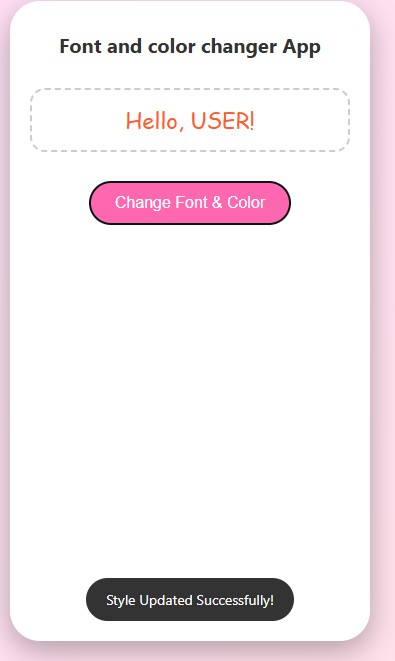 Font and color changer App
Hello, USER!
Change Font & Color
Style Updated Successfully!